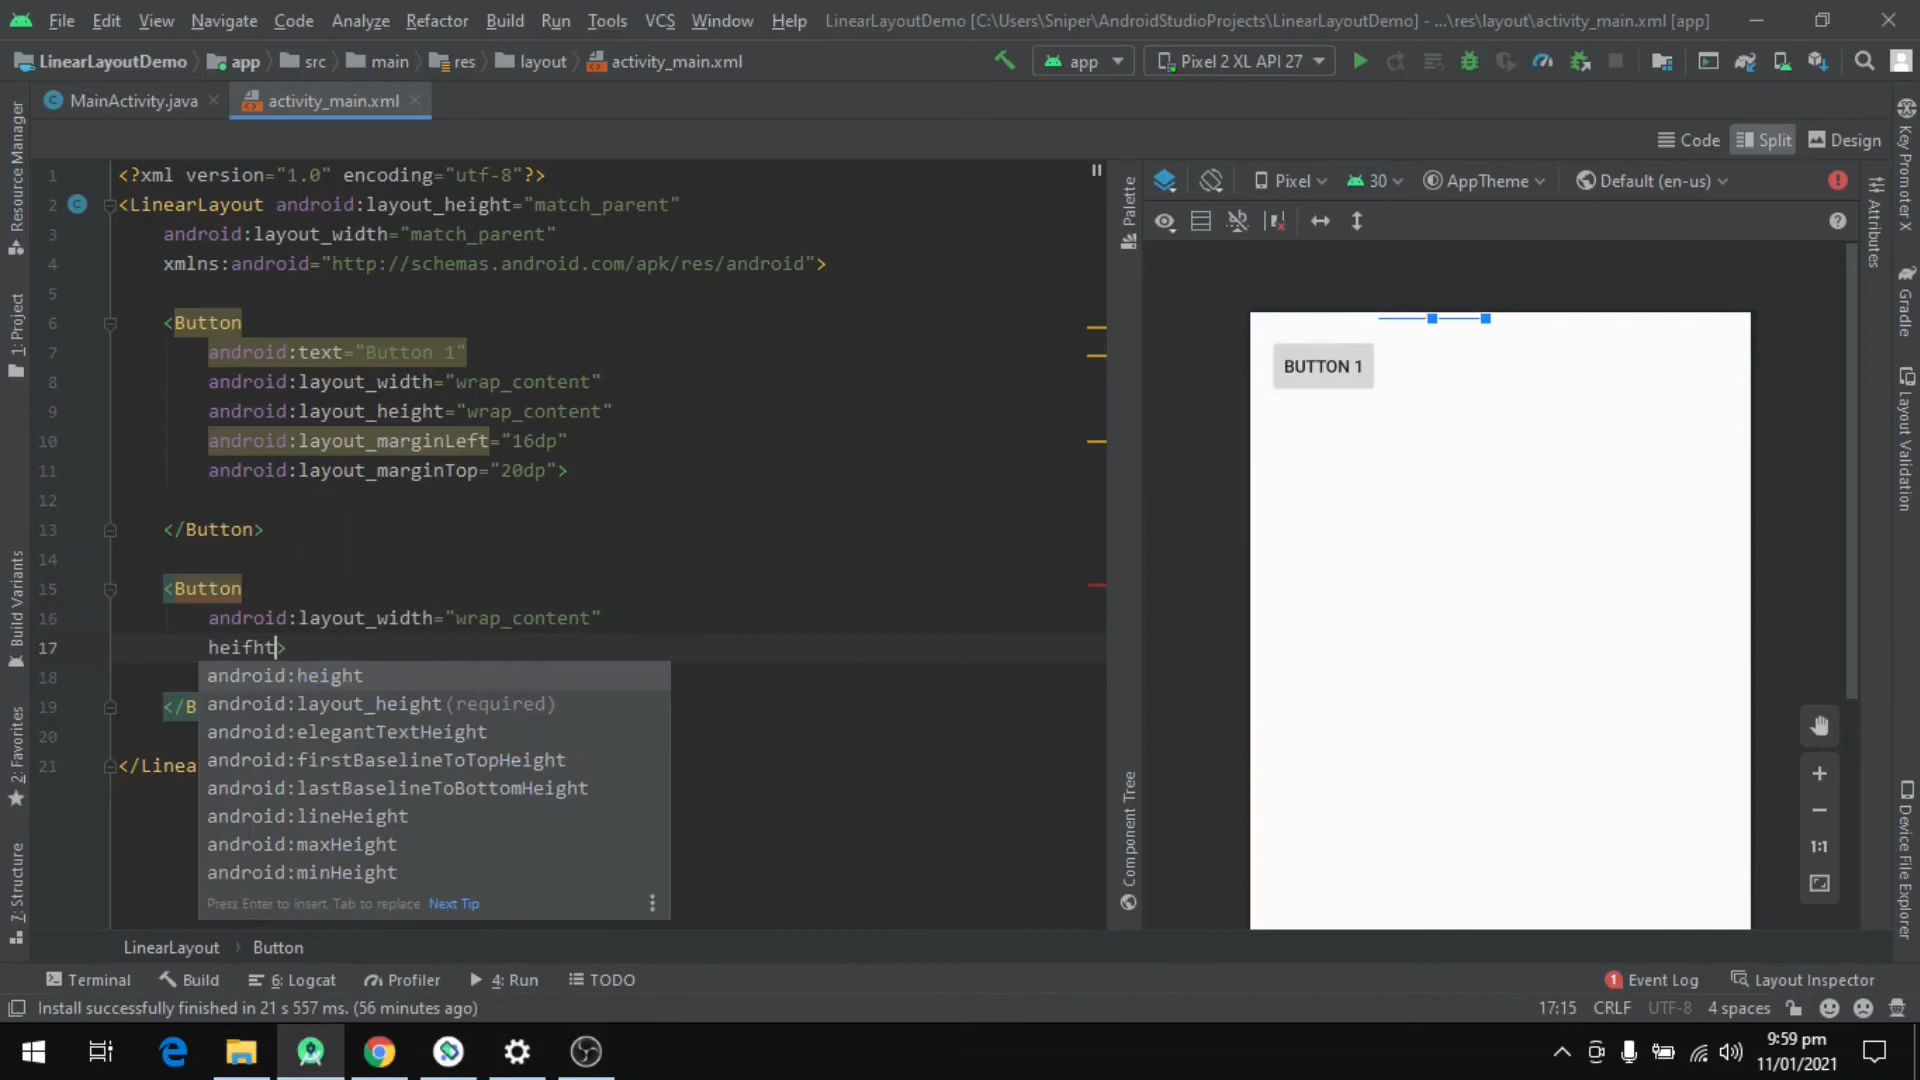 File Edit View Navigate Code Analyze Refactor Build Run Tools VCS Window Help LinearLayoutDemo [C:\Users\Sniper\AndroidStudioProjects\LinearLayoutDemo] - ...\res\layout\activity_main.xml [app]
LinearLayoutDemo app src main res layout activity_main.xml app Pixel 2 XL API 27
MainActivity.java activity_main.xml
Code Split Design
Resource Manager
1: Project
Build Variants
2: Favorites
7: Structure
1 <?xml version="1.0" encoding="utf-8"?>
2 <LinearLayout android:layout_height="match_parent"
3 android:layout_width="match_parent"
4 xmlns:android="http://schemas.android.com/apk/res/android">
5
6 <Button
7 android:text="Button 1"
8 android:layout_width="wrap_content"
9 android:layout_height="wrap_content"
10 android:layout_marginLeft="16dp"
11 android:layout_marginTop="20dp">
12
13 </Button>
14
15 <Button
16 android:layout_width="wrap_content"
17 heifht>
18
19 </B
20
21 </Linea
android:height
android:layout_height(required)
android:elegantTextHeight
android:firstBaselineToTopHeight
android:lastBaselineToBottomHeight
android:lineHeight
android:maxHeight
android:minHeight
Press Enter to insert, Tab to replace Next Tip
Palette
Component Tree
Pixel 30 AppTheme Default (en-us)
BUTTON 1
1:1
Attributes
Key Promoter X
Gradle
Layout Validation
Device File Explorer
LinearLayout Button
Terminal Build 6: Logcat Profiler 4: Run TODO 1 Event Log Layout Inspector
Install successfully finished in 21 s 557 ms. (56 minutes ago) 17:15 CRLF UTF-8 4 spaces
9:59 pm
11/01/2021